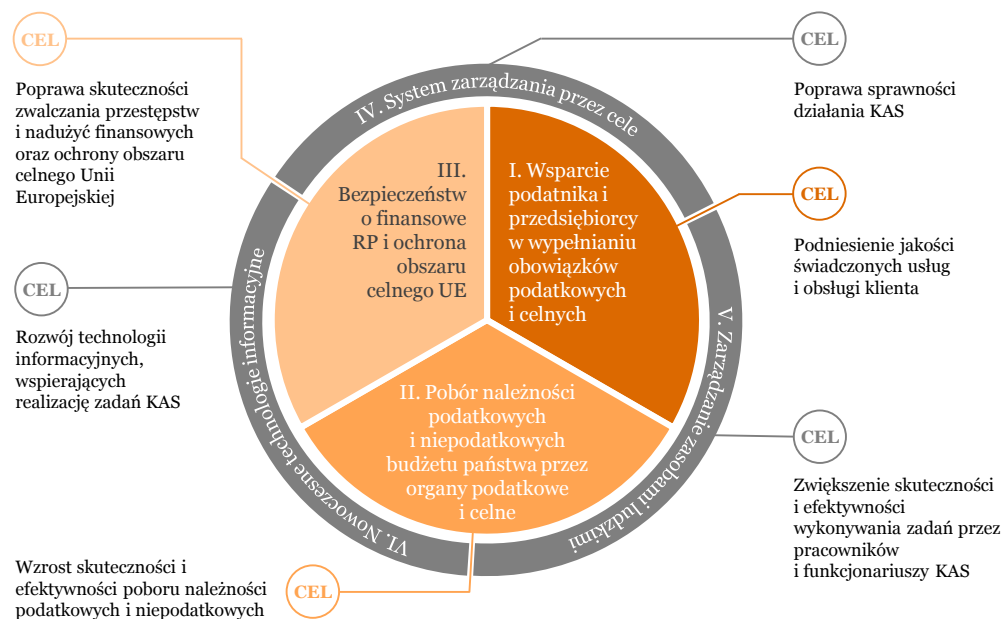 CEL
Poprawa skuteczności
zwalczania przestępstw
i nadużyć finansowych
oraz ochrony obszaru
celnego Unii
Europejskiej
CEL
Rozwój technologii
informacyjnych,
wspierających
realizację zadań KAS
Wzrost skuteczności i
efektywności poboru należności
podatkowych i niepodatkowych
CEL
IV. System zarządzania przez cele
V. Zarządzanie zasobami ludzkimi
VI. Nowoczesne technologie informacyjne
III.
Bezpieczeństw
o finansowe
RP i ochrona
obszaru
celnego UE
I. Wsparcie
podatnika i
przedsiębiorcy
w wypełnianiu
obowiązków
podatkowych
i celnych
II. Pobór należności
podatkowych
i niepodatkowych
budżetu państwa przez
organy podatkowe
i celne
CEL
Poprawa sprawności
działania KAS
CEL
Podniesienie jakości
świadczonych usług
i obsługi klienta
CEL
Zwiększenie skuteczności
i efektywności
wykonywania zadań przez
pracowników
i funkcjonariuszy KAS